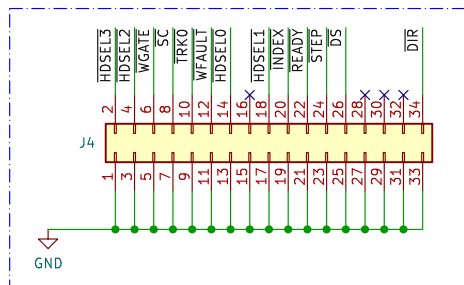 HDSEL3
HDSEL2
WGATE
SC
TRK0
WFAULT
HDSEL0
HDSEL1
INDEX
READY
STEP
DS
DIR
2
4
6
8
10
12
14
16
18
20
22
24
26
28
30
32
34
J4
1
3
5
7
9
11
13
15
17
19
21
23
25
27
29
31
33
GND